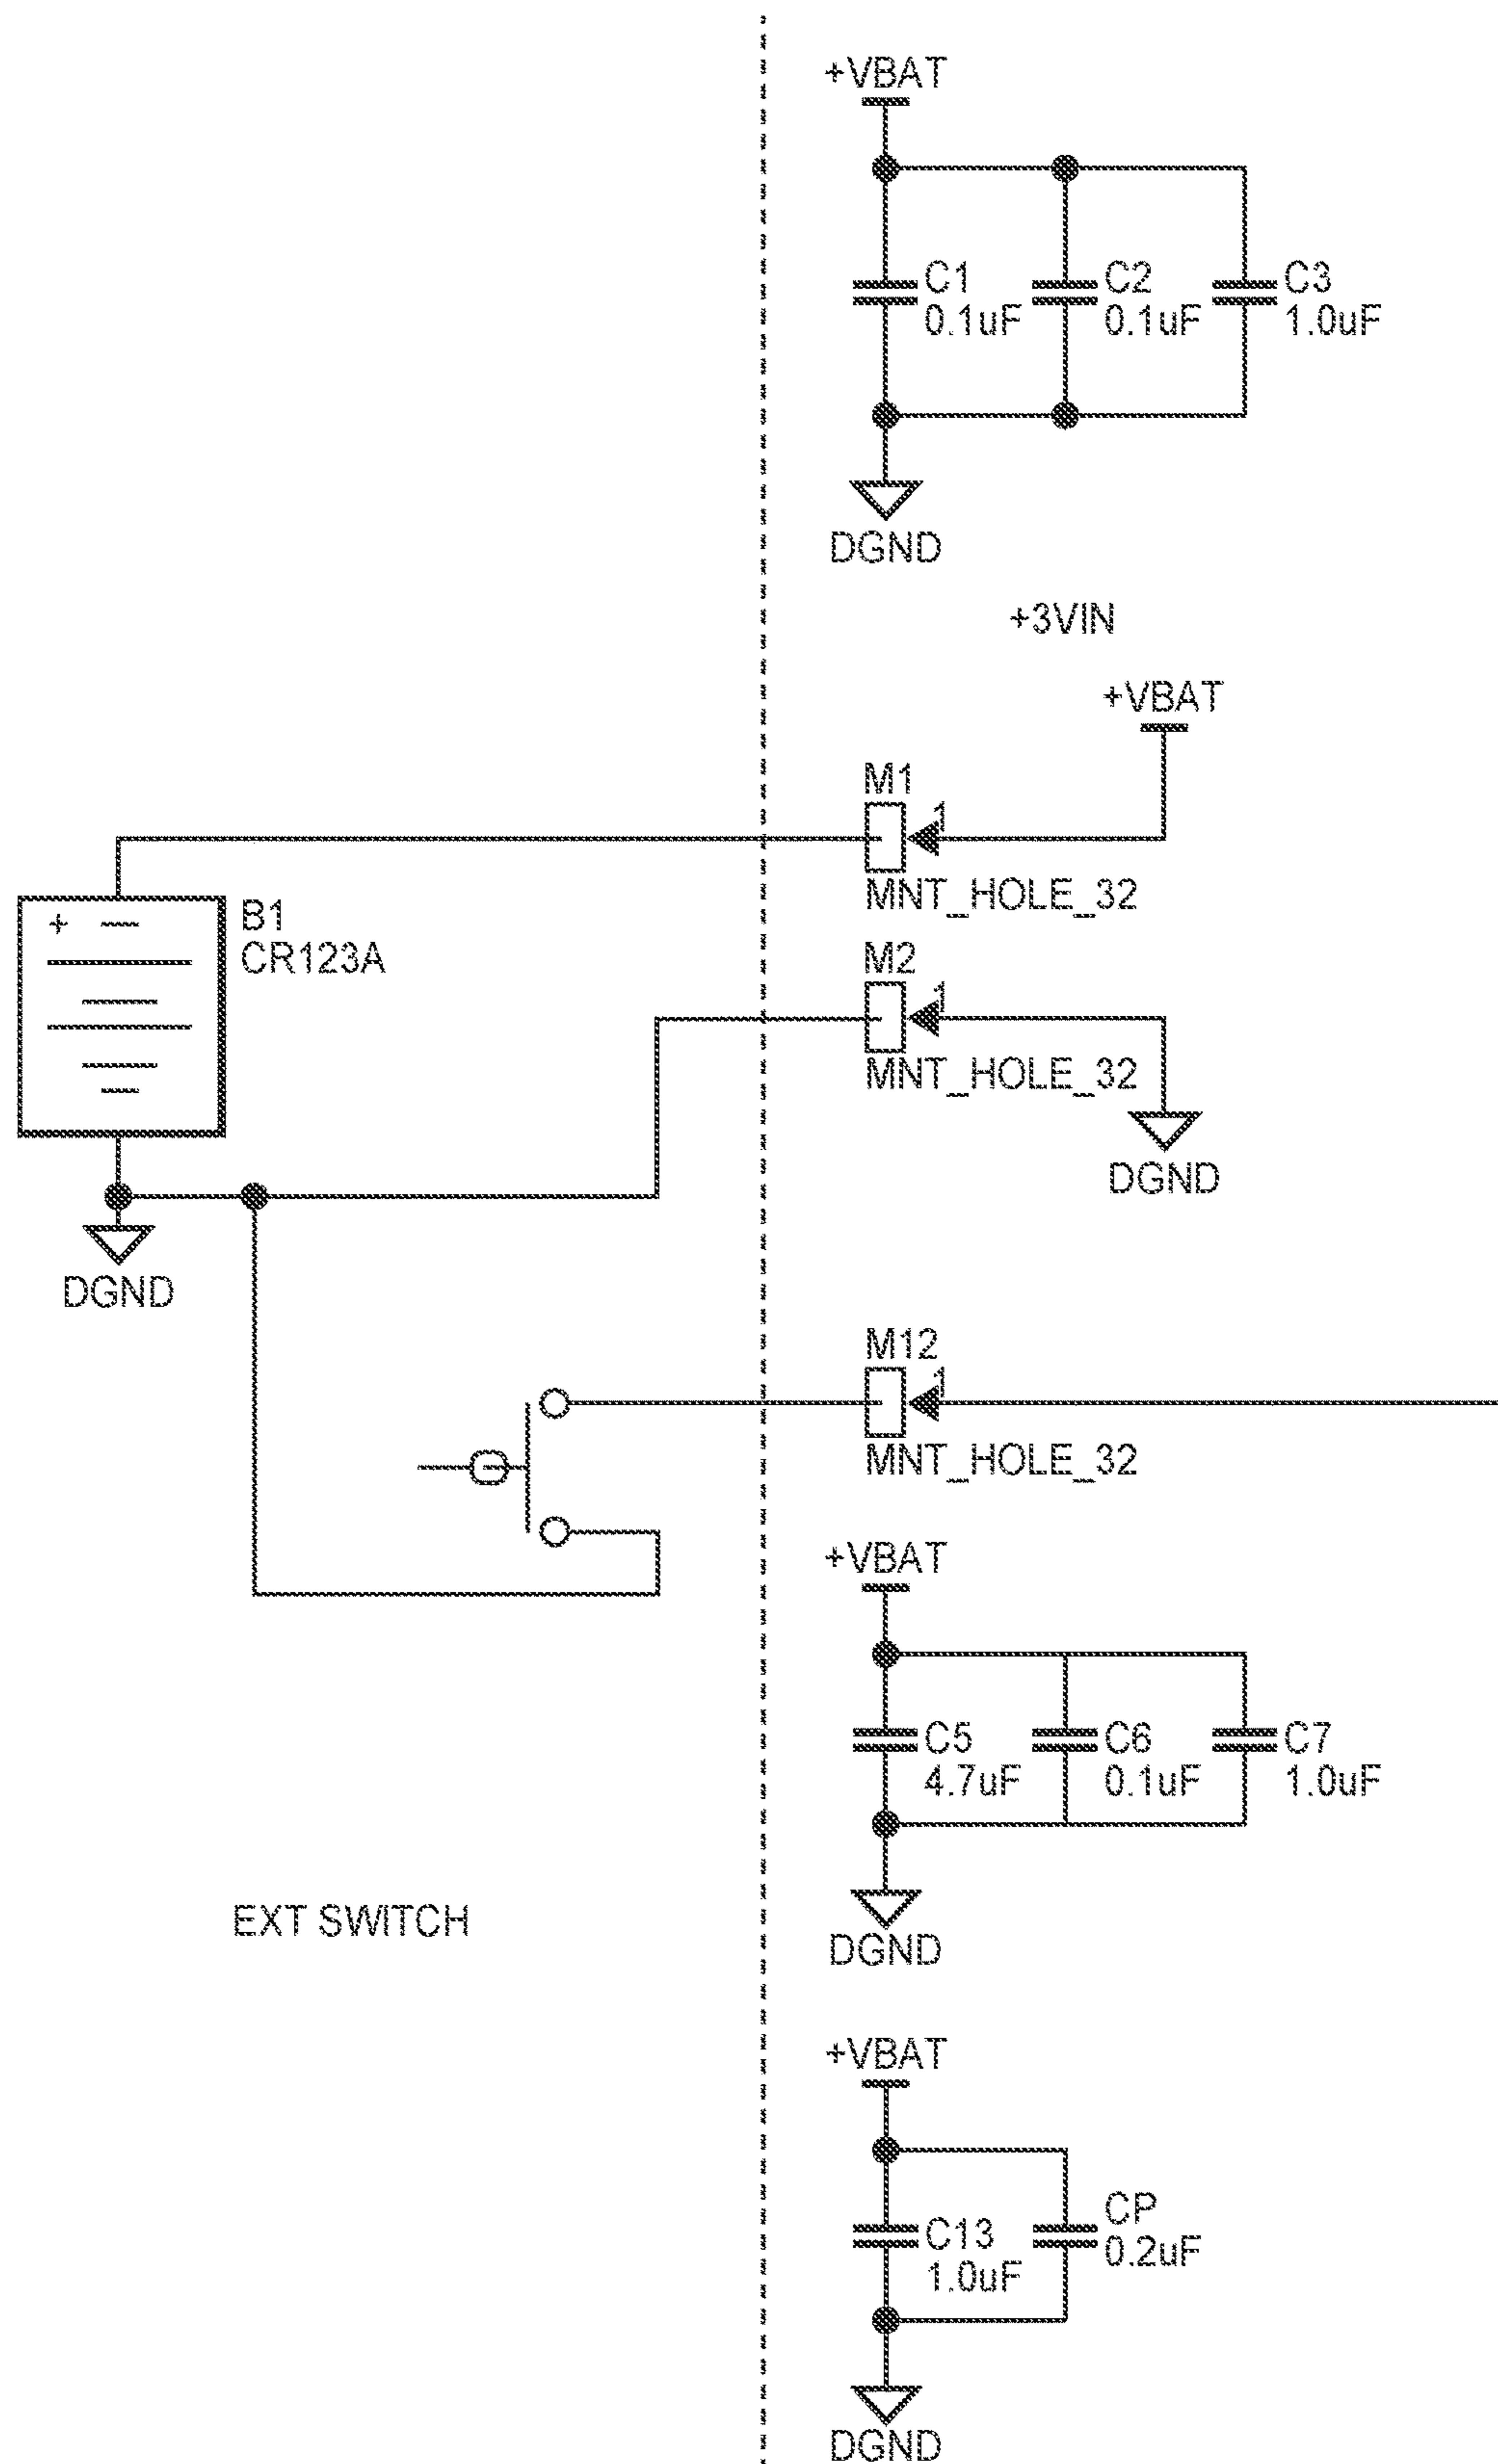 +VBAT
C1
0.1uF
C2
0.1uF
C3
1.0uF
DGND
+3VIN
+VBAT
M1
1
MNT_HOLE_32
+
B1
CR123A
M2
1
MNT_HOLE_32
DGND
DGND
M12
1
MNT_HOLE_32
+VBAT
C5
4.7uF
C6
0.1uF
C7
1.0uF
DGND
EXT SWITCH
+VBAT
C13
1.0uF
CP
0.2uF
DGND